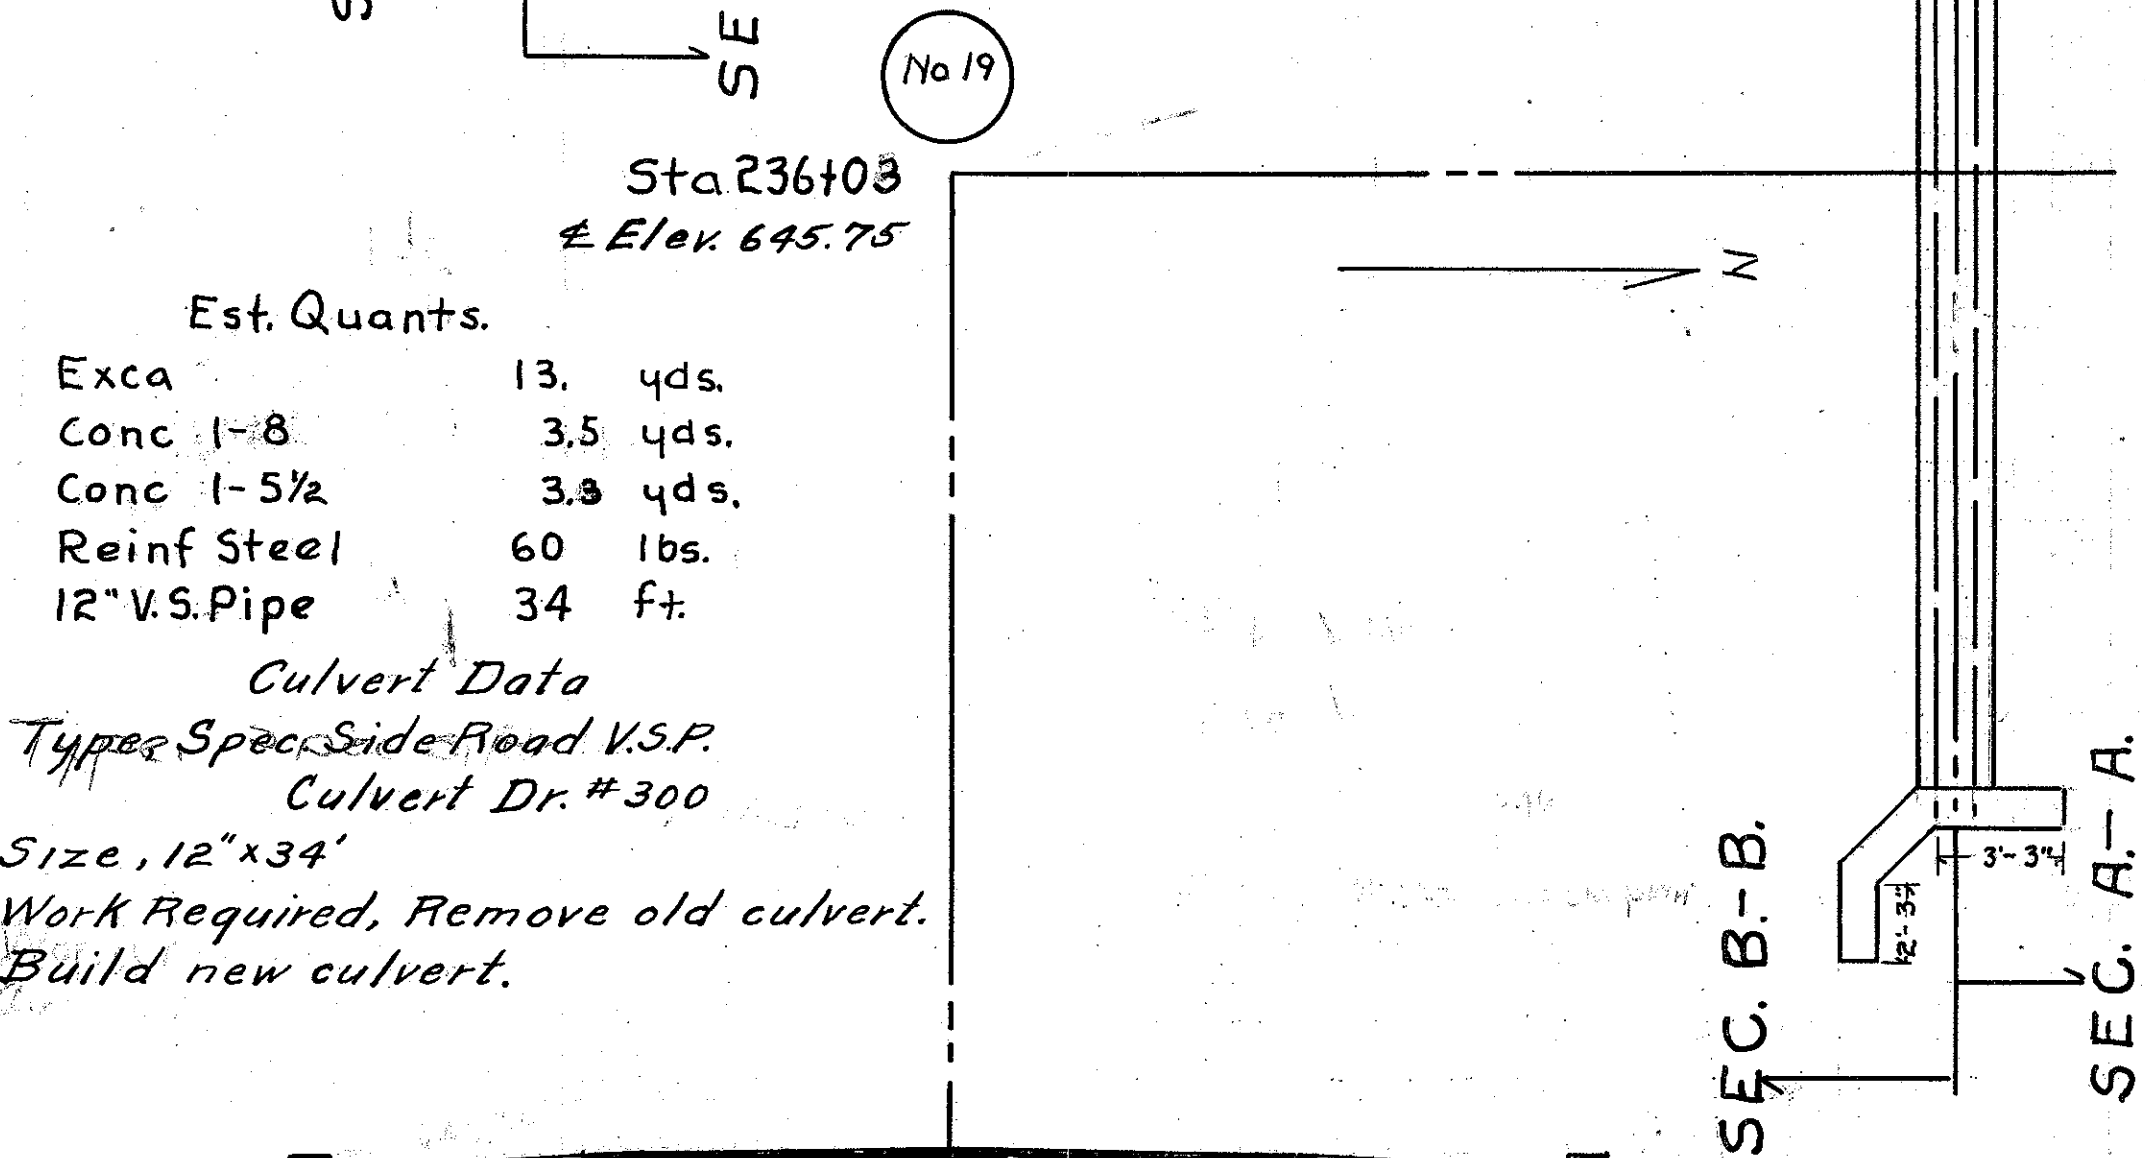 SE
No 19
Sta 236+03
℄ Elev. 645.75
N
Est. Quants.
Exca 13. yds.
Conc 1-8 3.5 yds.
Conc 1-5½ 3.3 yds.
Reinf Steel 60 lbs.
12" V.S. Pipe 34 ft.
Culvert Data
Type, Spec. Side Road V.S.P.
Culvert Dr. #300
Size, 12"x34'
Work Required, Remove old culvert.
Build new culvert.
3'-3"
2'-3"
SEC. B.-B.
SEC. A.-A.